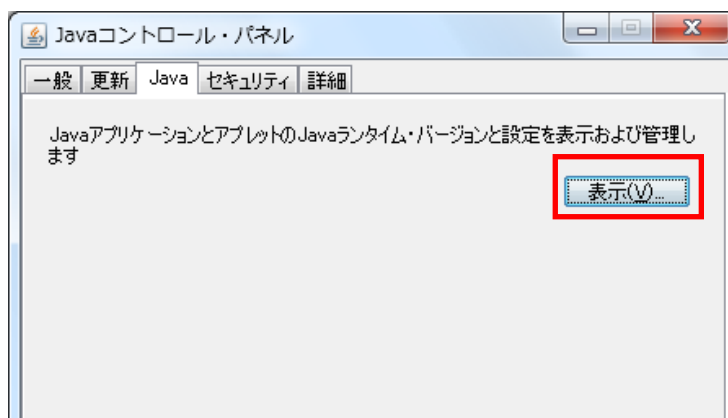 Javaコントロール・パネル
一般 更新 Java セキュリティ 詳細
JavaアプリケーションとアプレットのJavaランタイム・バージョンと設定を表示および管理し
ます
表示(V)...